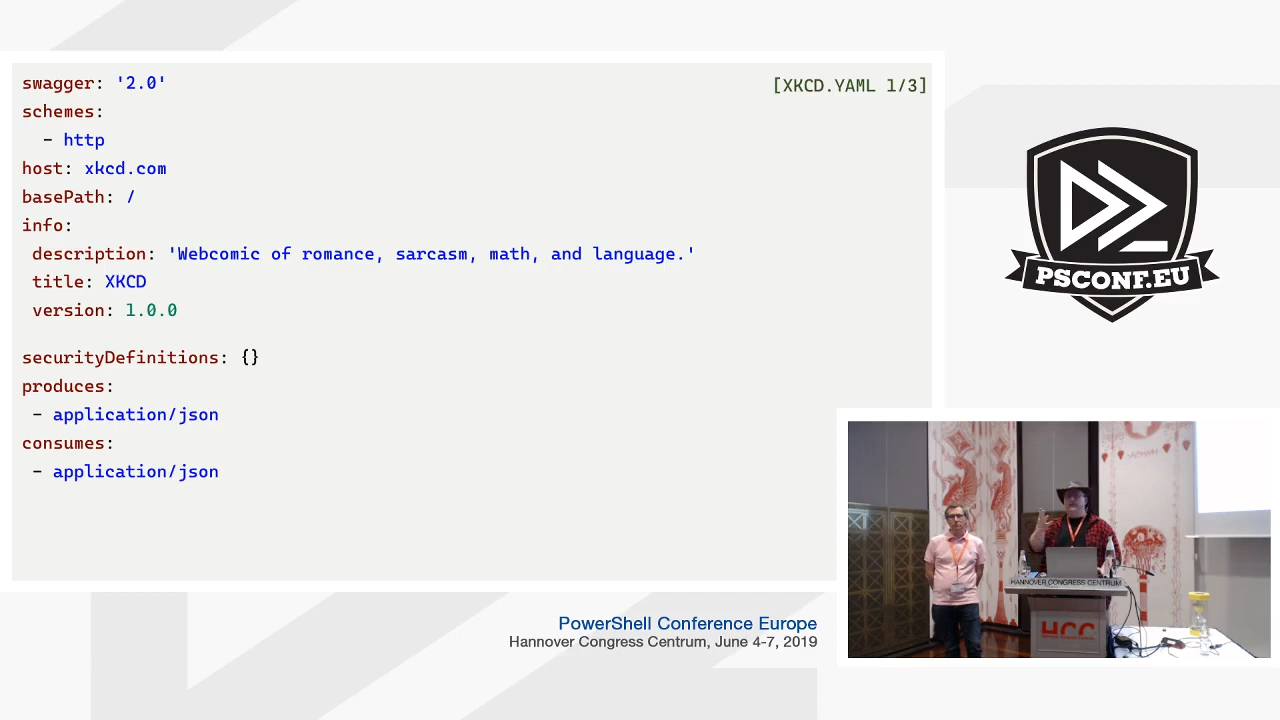 swagger: '2.0'
[XKCD.YAML 1/3]
schemes:
- http
host: xkcd.com
basePath: /
info:
description: 'Webcomic of romance, sarcasm, math, and language.'
title: XKCD
version: 1.0.0
securityDefinitions: {}
produces:
- application/json
consumes:
- application/json
PSCONF.EU
HANNOVER CONGRESS CENTRUM
HCC
PowerShell Conference Europe
Hannover Congress Centrum, June 4-7, 2019